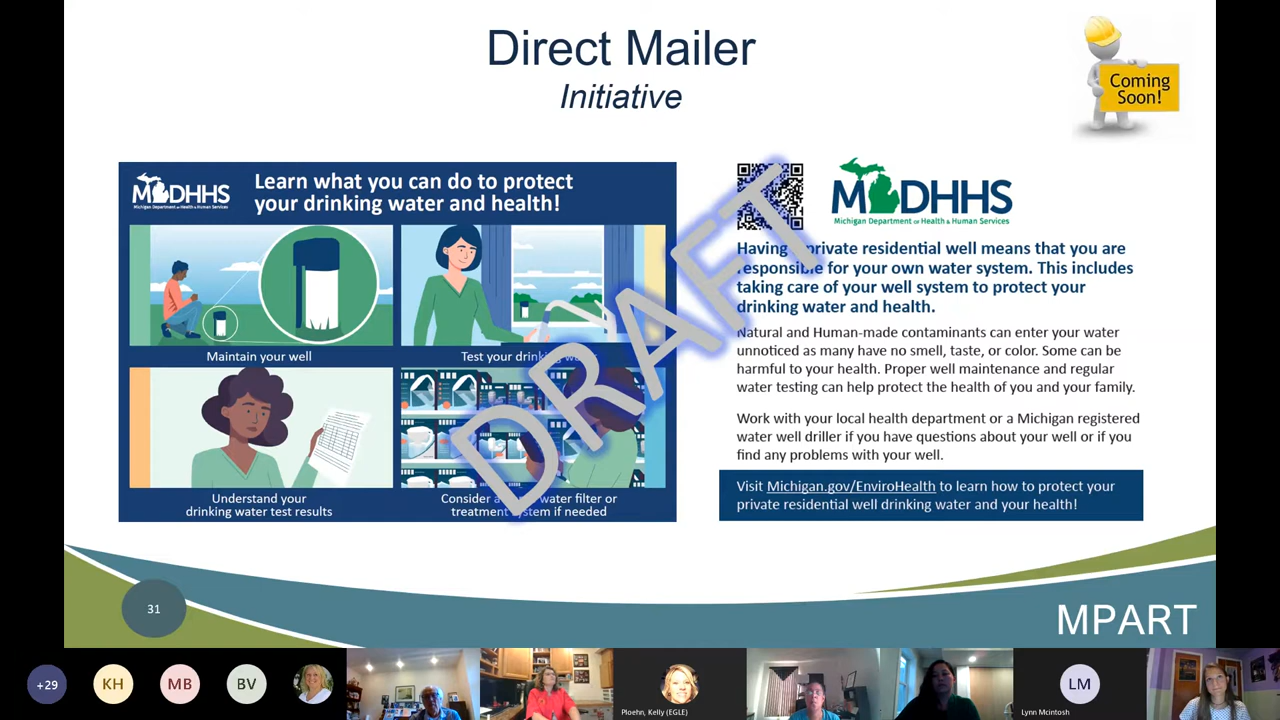 Direct Mailer
Initiative
Coming
Soon!
MDHHS
Michigan Department of Health & Human Services
Learn what you can do to protect
your drinking water and health!
Maintain your well
Test your drinking
Understand your
drinking water test results
Consider a water filter or
treatment system if needed
DRAFT
MDHHS
Michigan Department of Health & Human Services
Having private residential well means that you are
responsible for your own water system. This includes
taking care of your well system to protect your
drinking water and health.
Natural and Human-made contaminants can enter your water
unnoticed as many have no smell, taste, or color. Some can be
harmful to your health. Proper well maintenance and regular
water testing can help protect the health of you and your family.
Work with your local health department or a Michigan registered
water well driller if you have questions about your well or if you
find any problems with your well.
Visit Michigan.gov/EnviroHealth to learn how to protect your
private residential well drinking water and your health!
31
MPART
+29
KH
MB
BV
Ploehn, Kelly (EGLE)
LM
Lynn Mcintosh